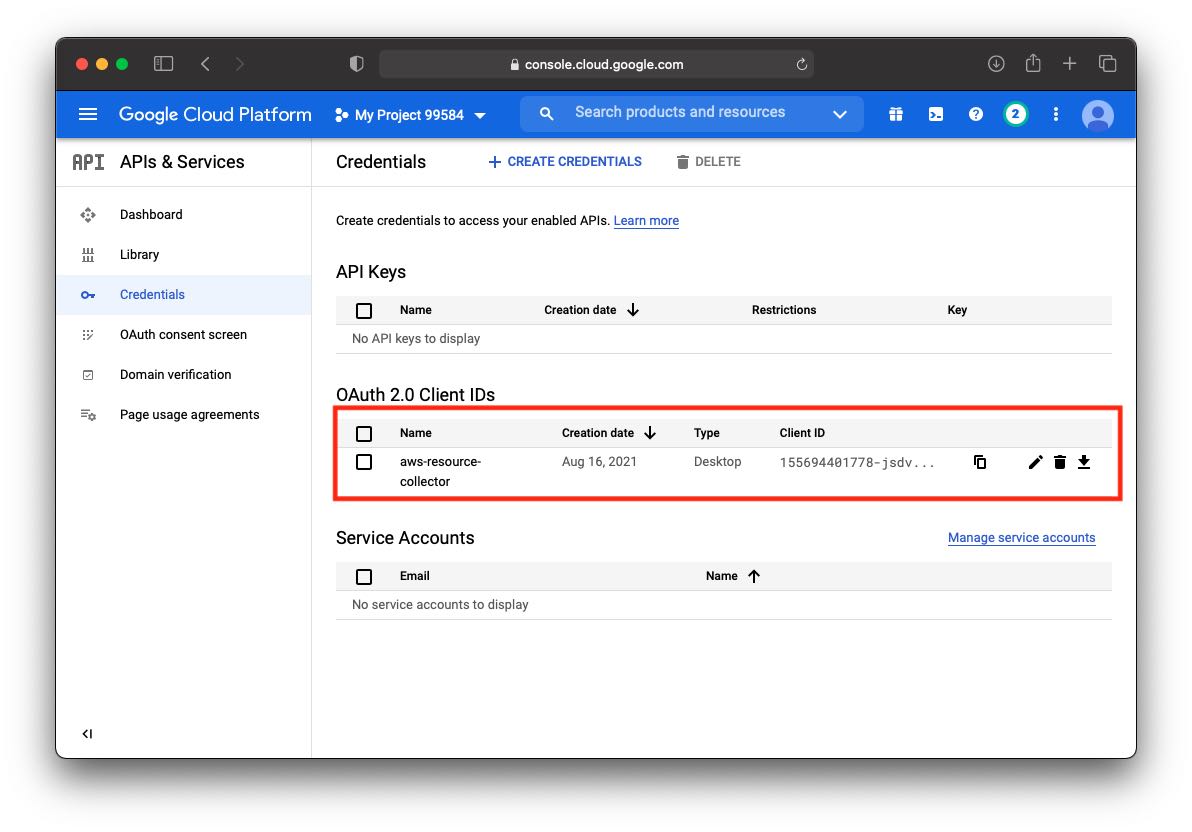 console.cloud.google.com
Google Cloud Platform My Project 99584 Search products and resources 2
API APIs & Services Credentials CREATE CREDENTIALS DELETE
Dashboard
Library
Credentials
OAuth consent screen
Domain verification
Page usage agreements
Create credentials to access your enabled APIs. Learn more
API Keys
Name Creation date Restrictions Key
No API keys to display
OAuth 2.0 Client IDs
Name Creation date Type Client ID
aws-resource- Aug 16, 2021 Desktop 155694401778-jsdv...
collector
Service Accounts Manage service accounts
Email Name
No service accounts to display